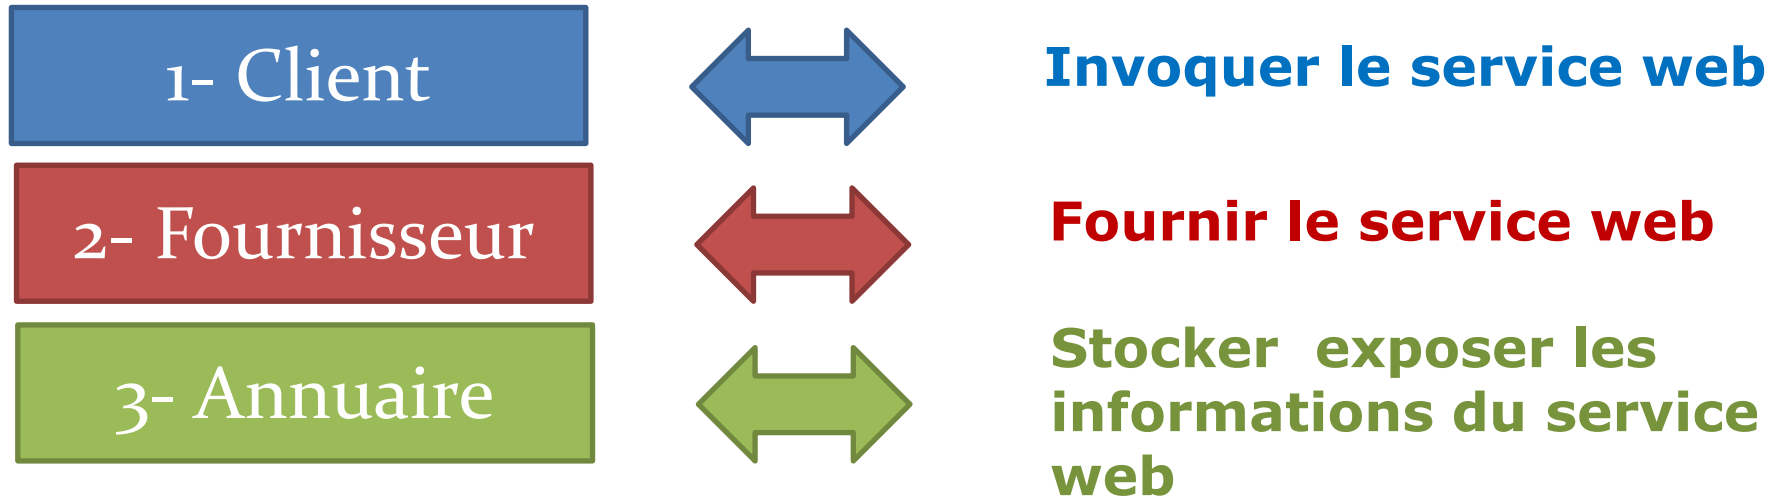 1- Client
Invoquer le service web
2- Fournisseur
Fournir le service web
3- Annuaire
Stocker  exposer les
informations du service
web